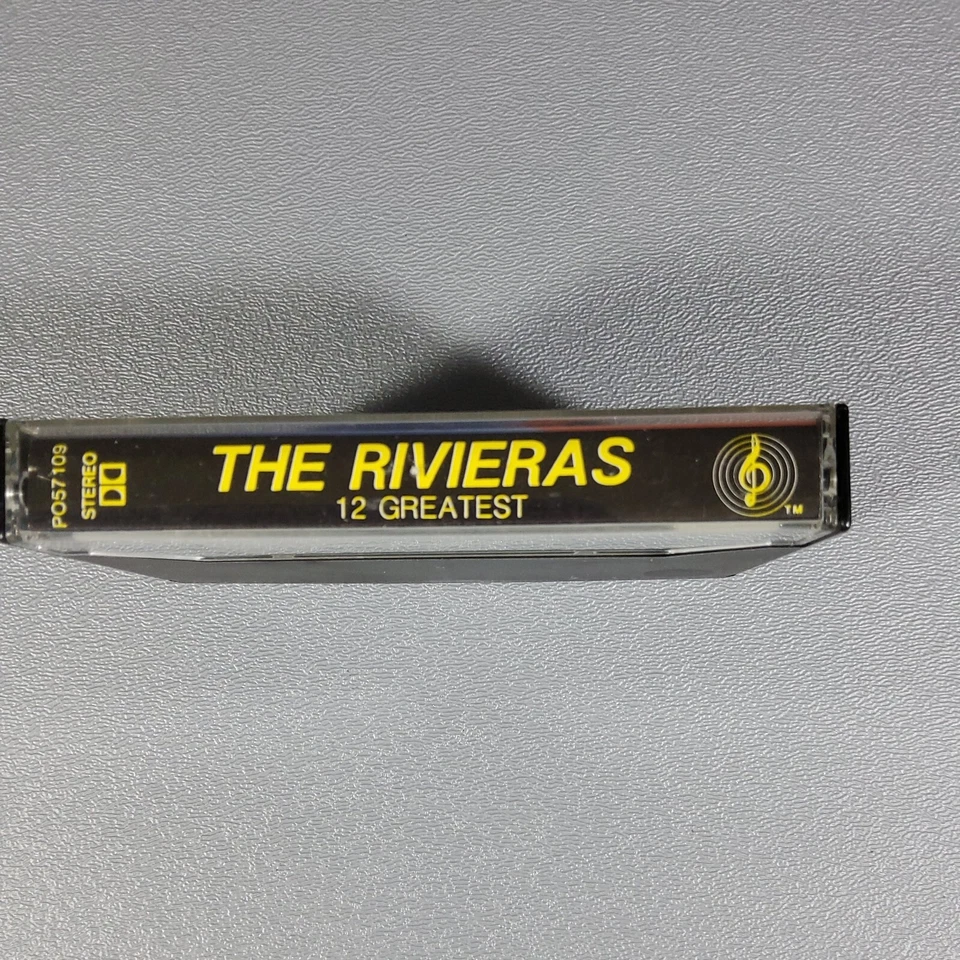 PO57109
STEREO
THE RIVIERAS
12 GREATEST
TM